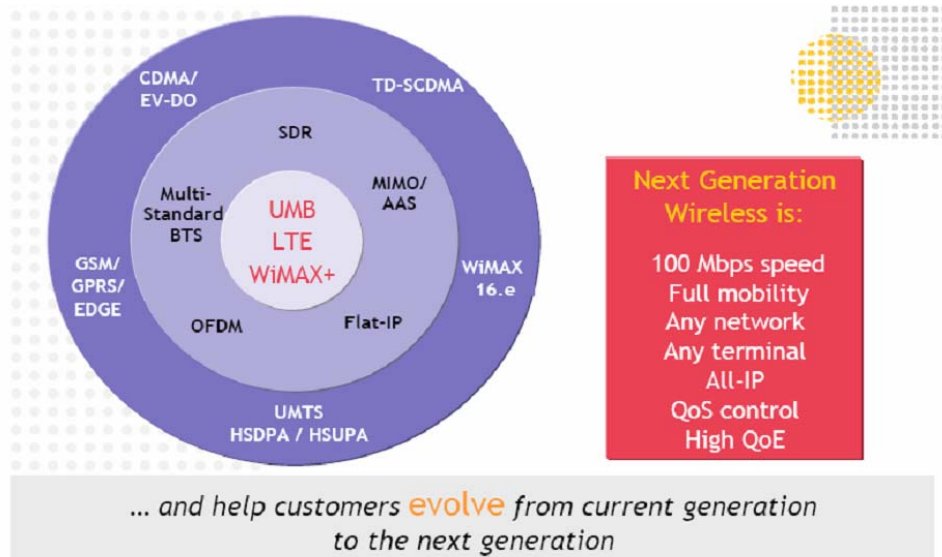 CDMA/
EV-DO
TD-SCDMA
SDR
Multi-
Standard
BTS
MIMO/
AAS
UMB
LTE
WiMAX+
GSM/
GPRS/
EDGE
WiMAX
16.e
OFDM
Flat-IP
UMTS
HSDPA / HSUPA
Next Generation
Wireless is:
100 Mbps speed
Full mobility
Any network
Any terminal
All-IP
QoS control
High QoE
... and help customers evolve from current generation
to the next generation